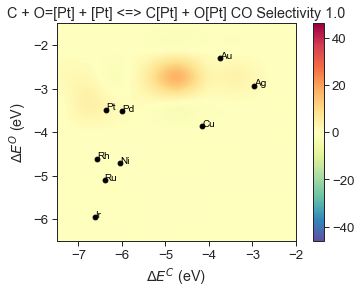 C + O=[Pt] + [Pt] <=> C[Pt] + O[Pt] CO Selectivity 1.0
−2
−3
−4
−5
−6
ΔE^O (eV)
Au
Ag
Pt
Pd
Cu
Rh
Ni
Ru
Ir
−7
−6
−5
−4
−3
−2
ΔE^C (eV)
40
20
0
−20
−40